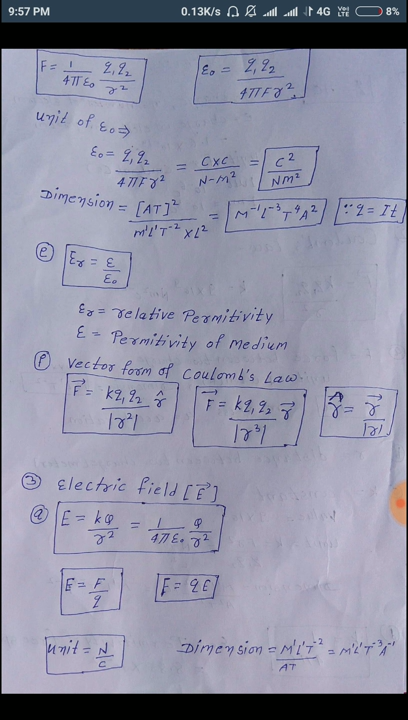 9:57 PM 0.13K/s 4G VoLTE 8%
F = 1/4πε₀ q₁q₂/r² ε₀ = q₁q₂/4πFr²
Unit of ε₀ ⇒
ε₀ = q₁q₂/4πFr² = C×C/N-m² = C²/Nm²
Dimension = [AT]²/M¹L¹T⁻²×L² = M⁻¹L⁻³T⁴A² ∵ q = It
(e) εr = ε/ε₀
εr = relative Permitivity
ε = Permitivity of medium
(f) Vector form of Coulomb's Law.
F⃗ = kq₁q₂/|r²| r̂ F⃗ = kq₁q₂/|r³| r⃗ r̂ = r⃗/|r|
(3) Electric field [E⃗]
(a) E = kQ/r² = 1/4πε₀ Q/r²
E = F/q F = qE
Unit = N/C Dimension = M¹L¹T⁻²/AT = M¹L¹T⁻³A⁻¹